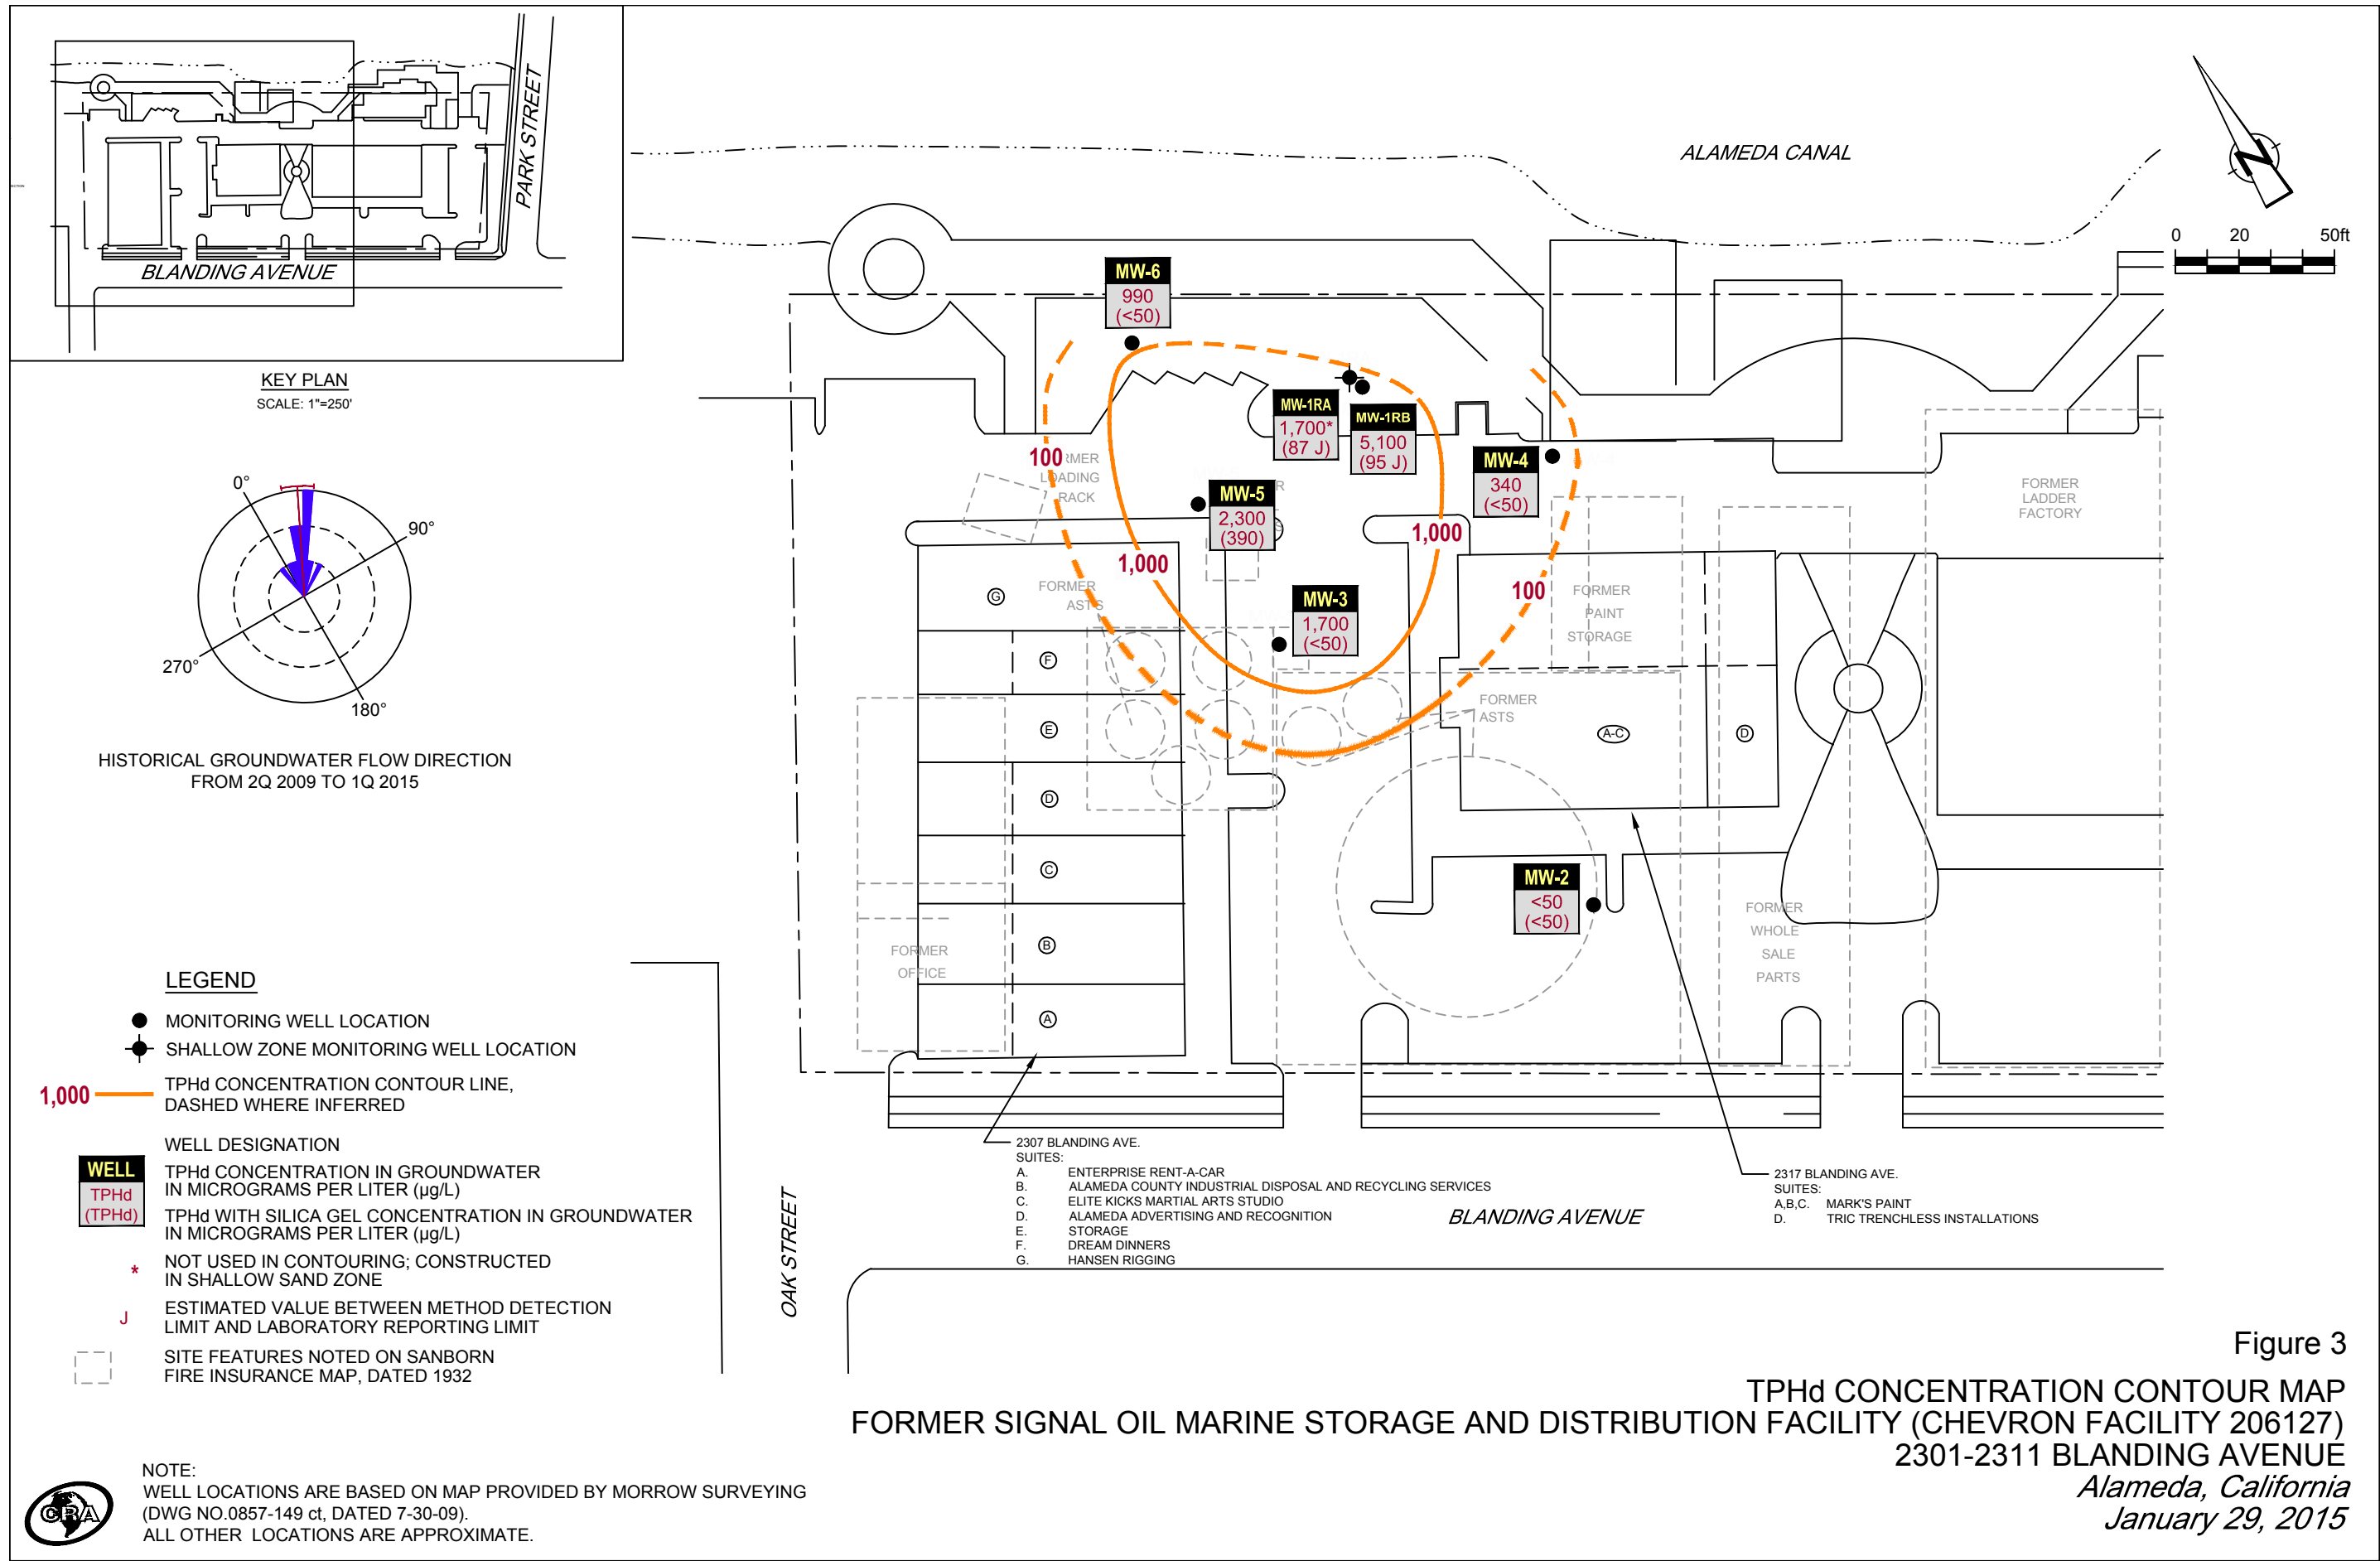 PARK STREET
BLANDING AVENUE
KEY PLAN
SCALE: 1"=250'
ALAMEDA CANAL
N
0 20 50ft
0°
90°
180°
270°
HISTORICAL GROUNDWATER FLOW DIRECTION
FROM 2Q 2009 TO 1Q 2015
MW-6
990
(<50)
MW-1RA
1,700*
(87 J)
MW-1RB
5,100
(95 J)
MW-4
340
(<50)
MW-5
2,300
(390)
MW-3
1,700
(<50)
MW-2
<50
(<50)
100
1,000
1,000
100
LOADING
RACK
FORMER
AST'S
FORMER
PAINT
STORAGE
FORMER
LADDER
FACTORY
FORMER
ASTS
FORMER
WHOLE
SALE
PARTS
FORMER
OFFICE
G
F
E
D
C
B
A
A-C
D
LEGEND
MONITORING WELL LOCATION
SHALLOW ZONE MONITORING WELL LOCATION
1,000
TPHd CONCENTRATION CONTOUR LINE,
DASHED WHERE INFERRED
WELL DESIGNATION
WELL
TPHd
(TPHd)
TPHd CONCENTRATION IN GROUNDWATER
IN MICROGRAMS PER LITER (µg/L)
TPHd WITH SILICA GEL CONCENTRATION IN GROUNDWATER
IN MICROGRAMS PER LITER (µg/L)
* NOT USED IN CONTOURING; CONSTRUCTED
IN SHALLOW SAND ZONE
J ESTIMATED VALUE BETWEEN METHOD DETECTION
LIMIT AND LABORATORY REPORTING LIMIT
SITE FEATURES NOTED ON SANBORN
FIRE INSURANCE MAP, DATED 1932
2307 BLANDING AVE.
SUITES:
A. ENTERPRISE RENT-A-CAR
B. ALAMEDA COUNTY INDUSTRIAL DISPOSAL AND RECYCLING SERVICES
C. ELITE KICKS MARTIAL ARTS STUDIO
D. ALAMEDA ADVERTISING AND RECOGNITION
E. STORAGE
F. DREAM DINNERS
G. HANSEN RIGGING
2317 BLANDING AVE.
SUITES:
A,B,C. MARK'S PAINT
D. TRIC TRENCHLESS INSTALLATIONS
BLANDING AVENUE
OAK STREET
Figure 3
TPHd CONCENTRATION CONTOUR MAP
FORMER SIGNAL OIL MARINE STORAGE AND DISTRIBUTION FACILITY (CHEVRON FACILITY 206127)
2301-2311 BLANDING AVENUE
Alameda, California
January 29, 2015
CRA
NOTE:
WELL LOCATIONS ARE BASED ON MAP PROVIDED BY MORROW SURVEYING
(DWG NO.0857-149 ct, DATED 7-30-09).
ALL OTHER LOCATIONS ARE APPROXIMATE.